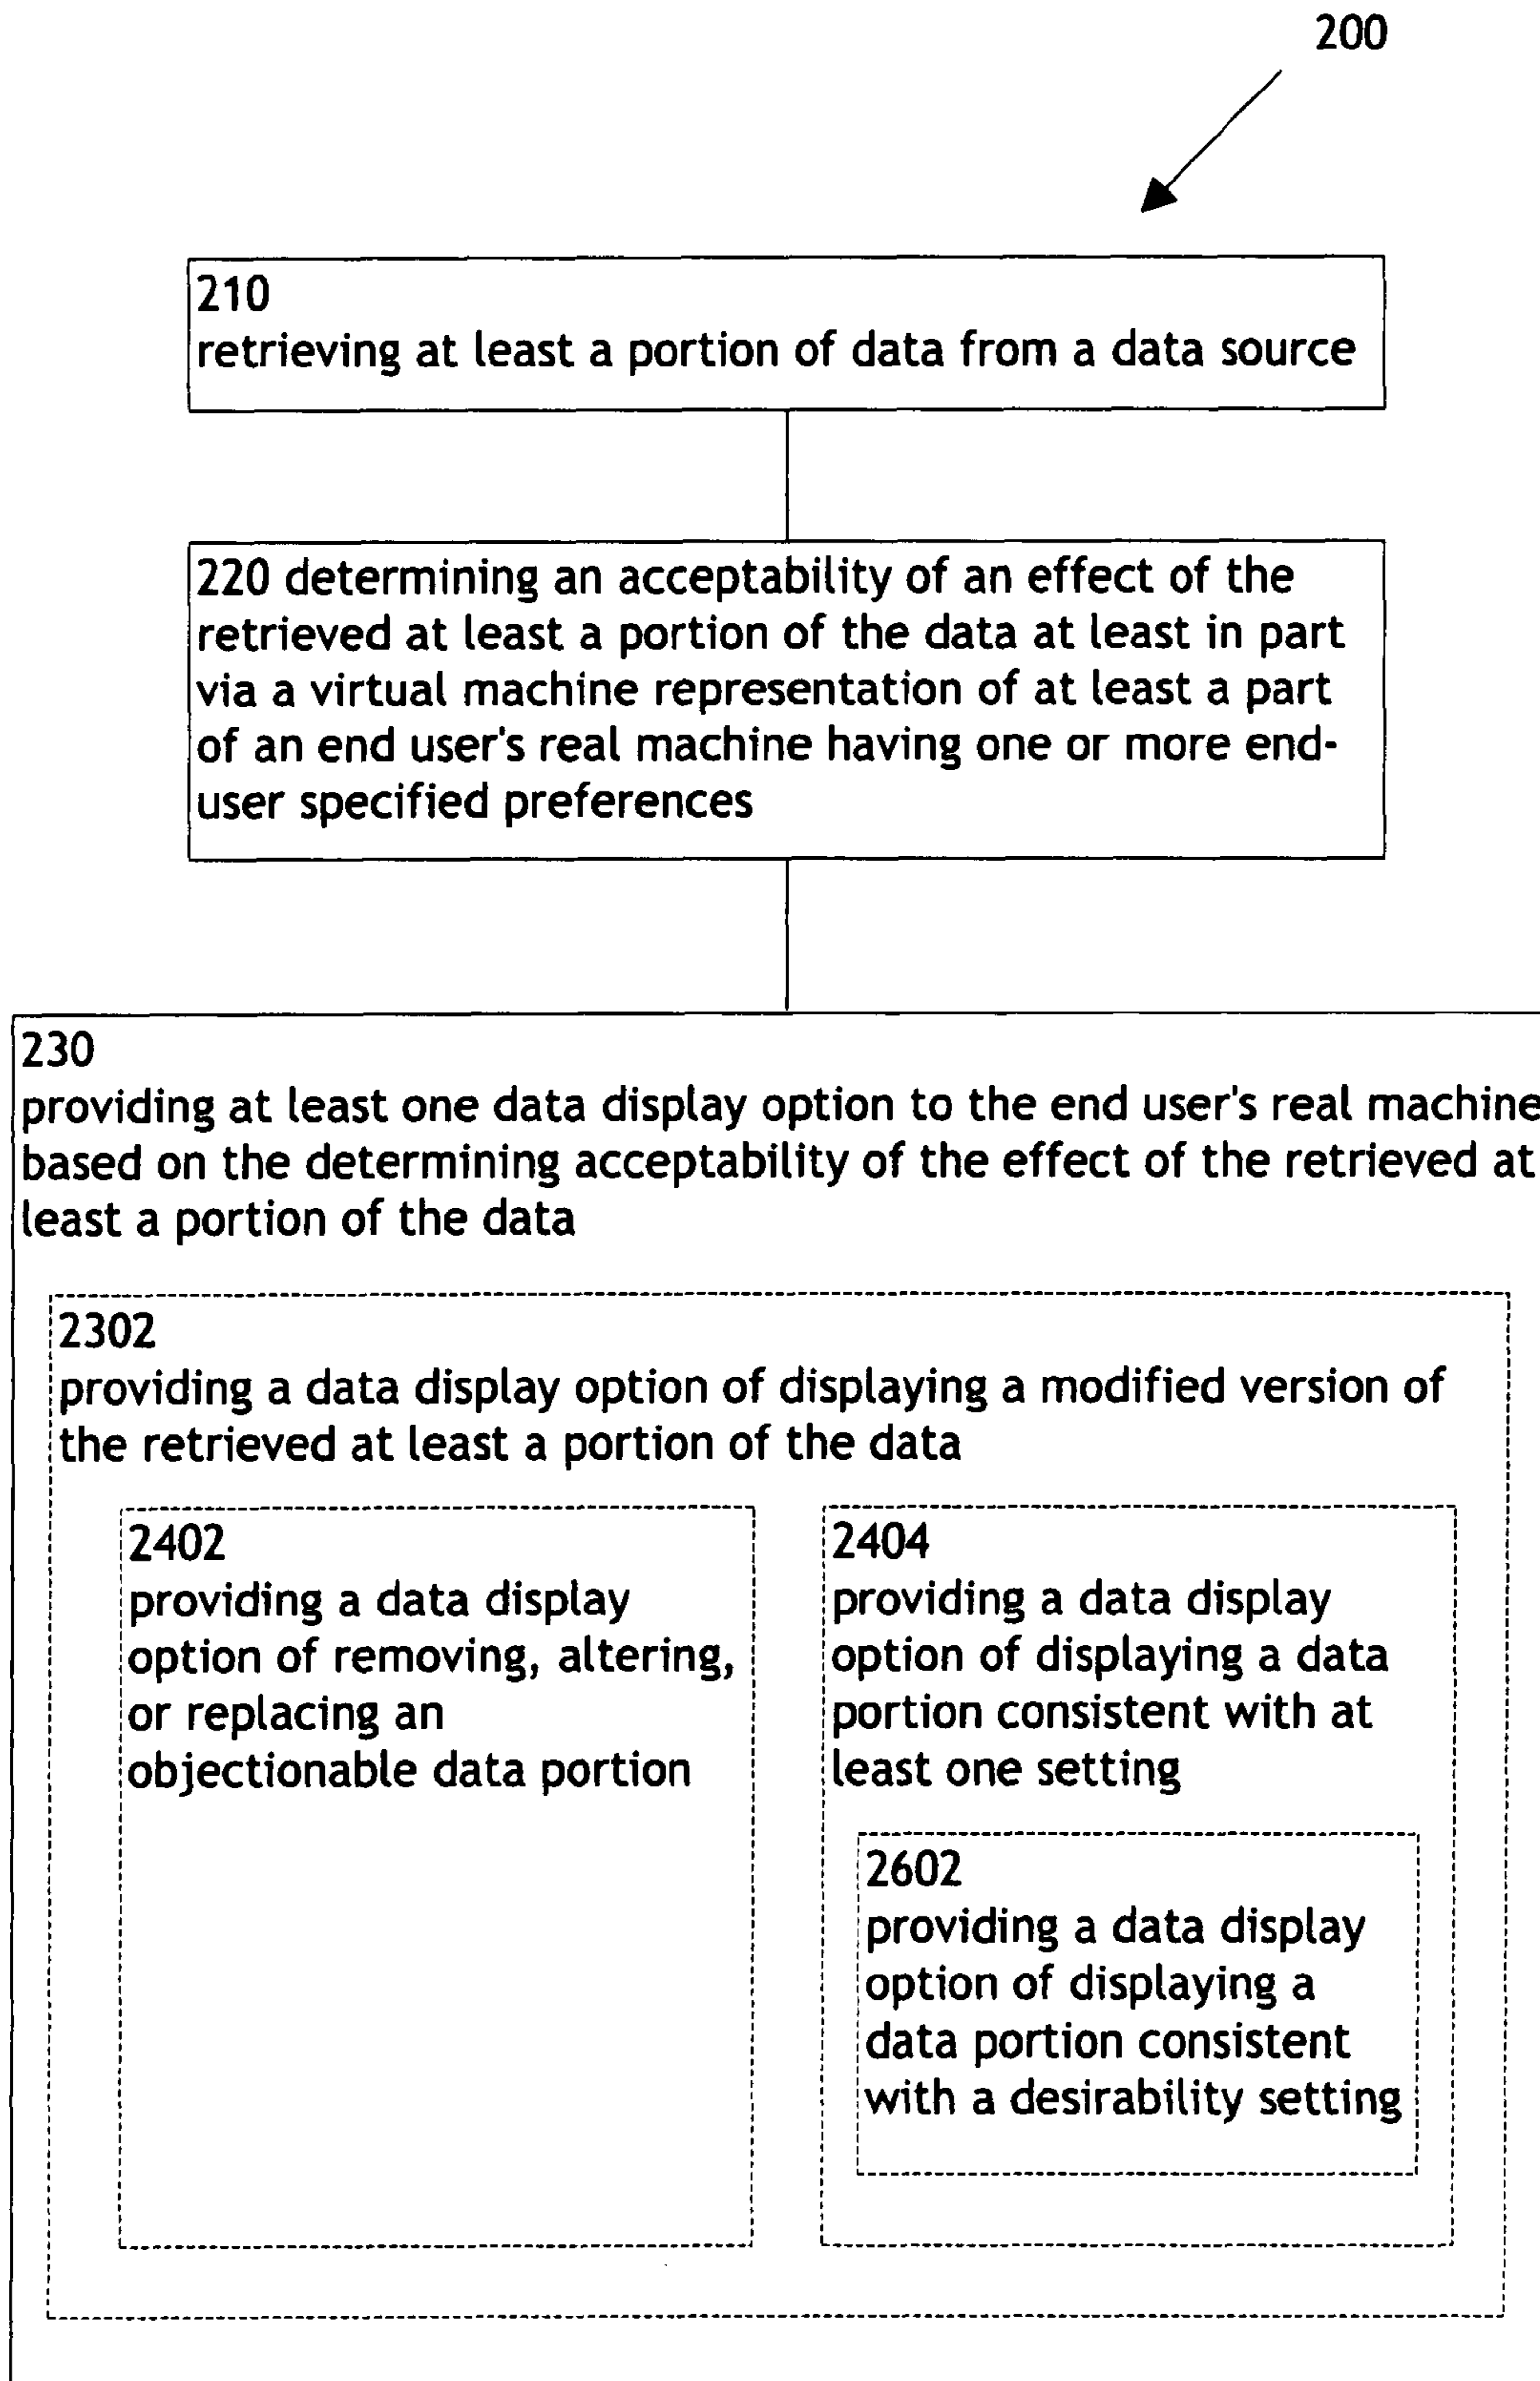 200
210
retrieving at least a portion of data from a data source
220 determining an acceptability of an effect of the
retrieved at least a portion of the data at least in part
via a virtual machine representation of at least a part
of an end user's real machine having one or more end-
user specified preferences
230
providing at least one data display option to the end user's real machine
based on the determining acceptability of the effect of the retrieved at
least a portion of the data
2302
providing a data display option of displaying a modified version of
the retrieved at least a portion of the data
2402
providing a data display
option of removing, altering,
or replacing an
objectionable data portion
2404
providing a data display
option of displaying a data
portion consistent with at
least one setting
2602
providing a data display
option of displaying a
data portion consistent
with a desirability setting